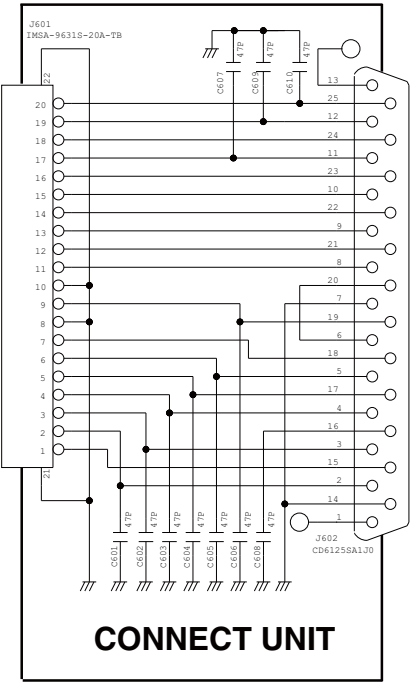 J601
IMSA-9631S-20A-TB
22
47P
47P
47P
C607
C609
C610
13
20
25
19
12
18
24
17
11
16
23
15
10
14
22
13
9
12
21
11
8
10
20
9
7
8
19
7
6
6
18
5
5
4
17
3
4
2
16
1
3
15
21
2
14
1
47P
47P
47P
47P
47P
47P
47P
C601
C602
C603
C604
C605
C606
C608
J602
CD6125SA1J0
CONNECT UNIT